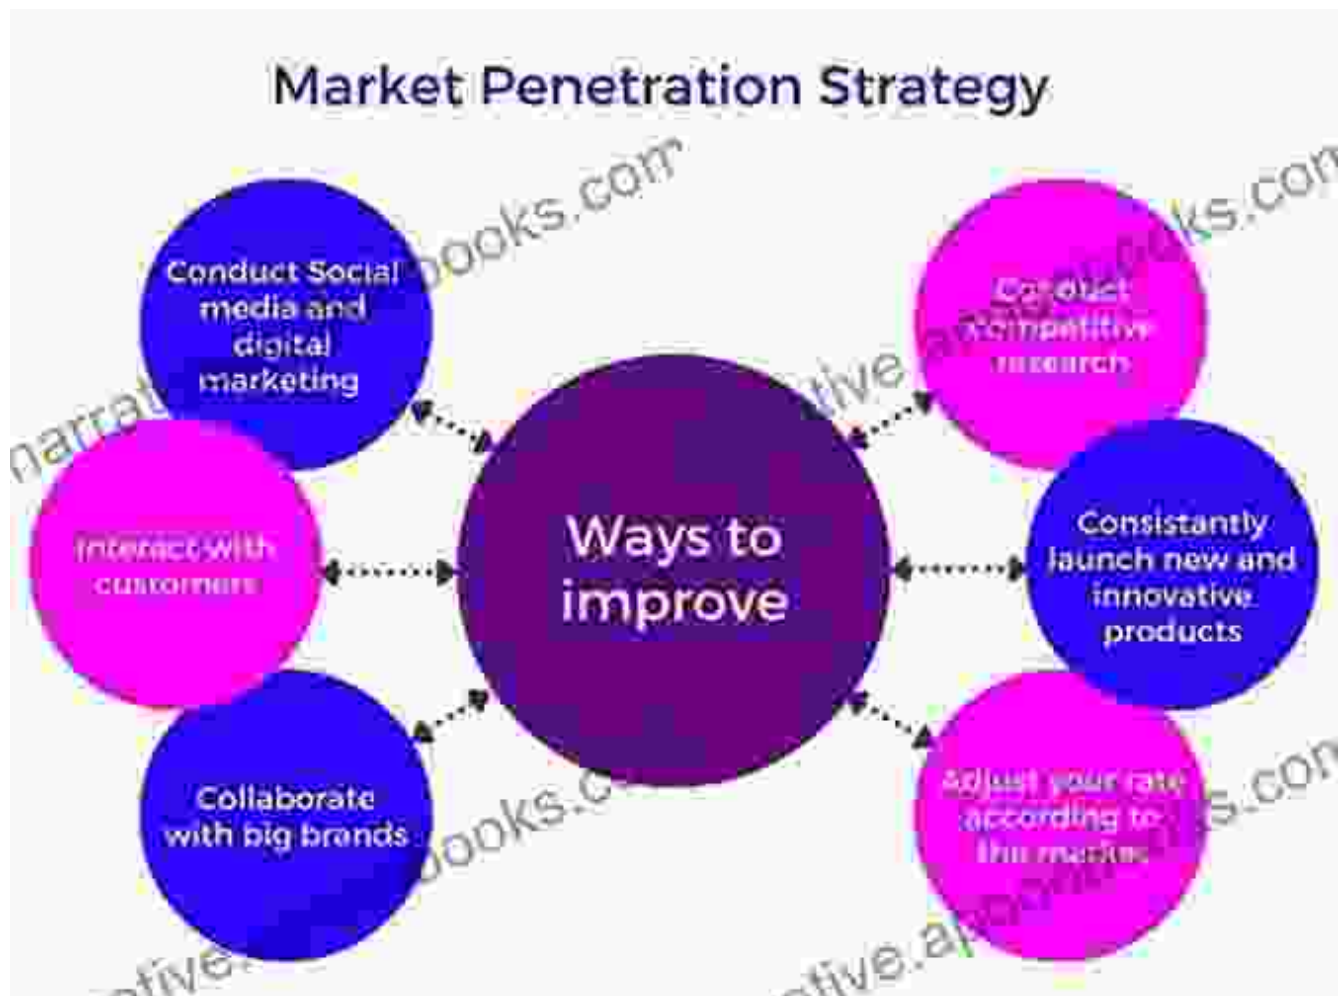 Market Penetration Strategy
Conduct Social
media and
digital
marketing
Interact with
customers
Collaborate
with big brands
Ways to
improve
Conduct
competitive
research
Consistantly
launch new and
innovative
products
Adjust your rate
according to
the market